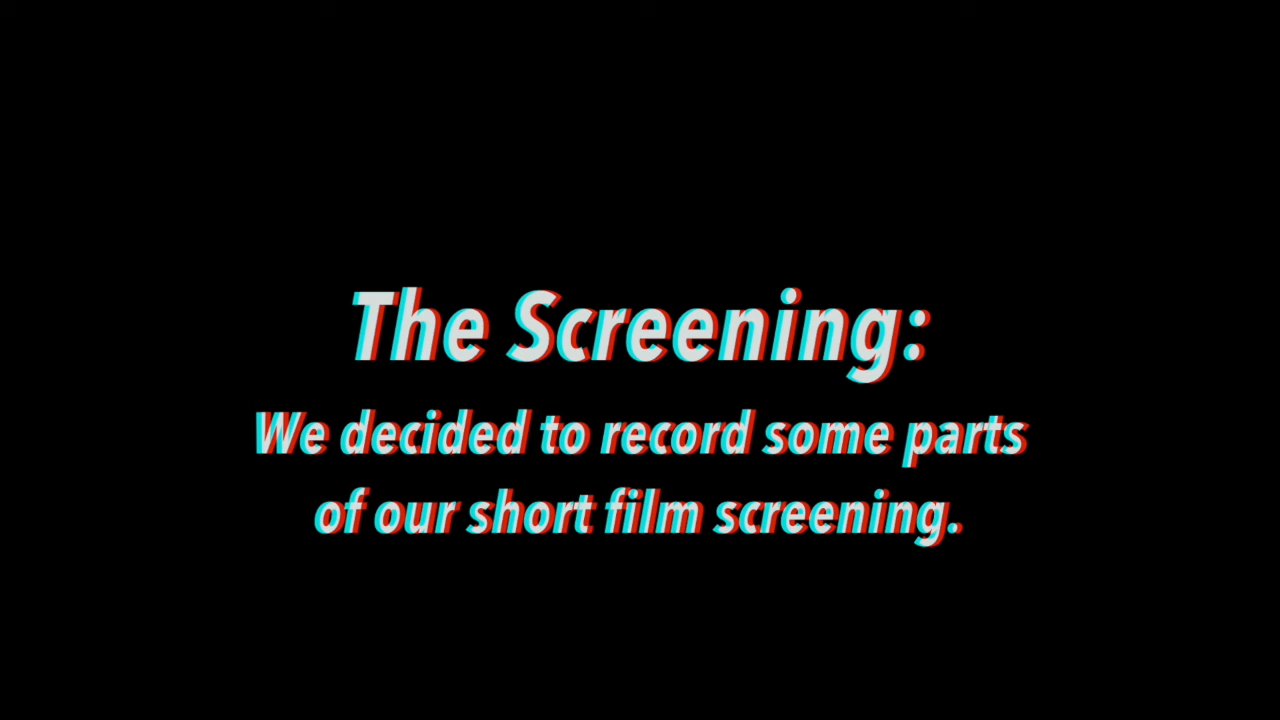 The Screening:
We decided to record some parts
of our short film screening.